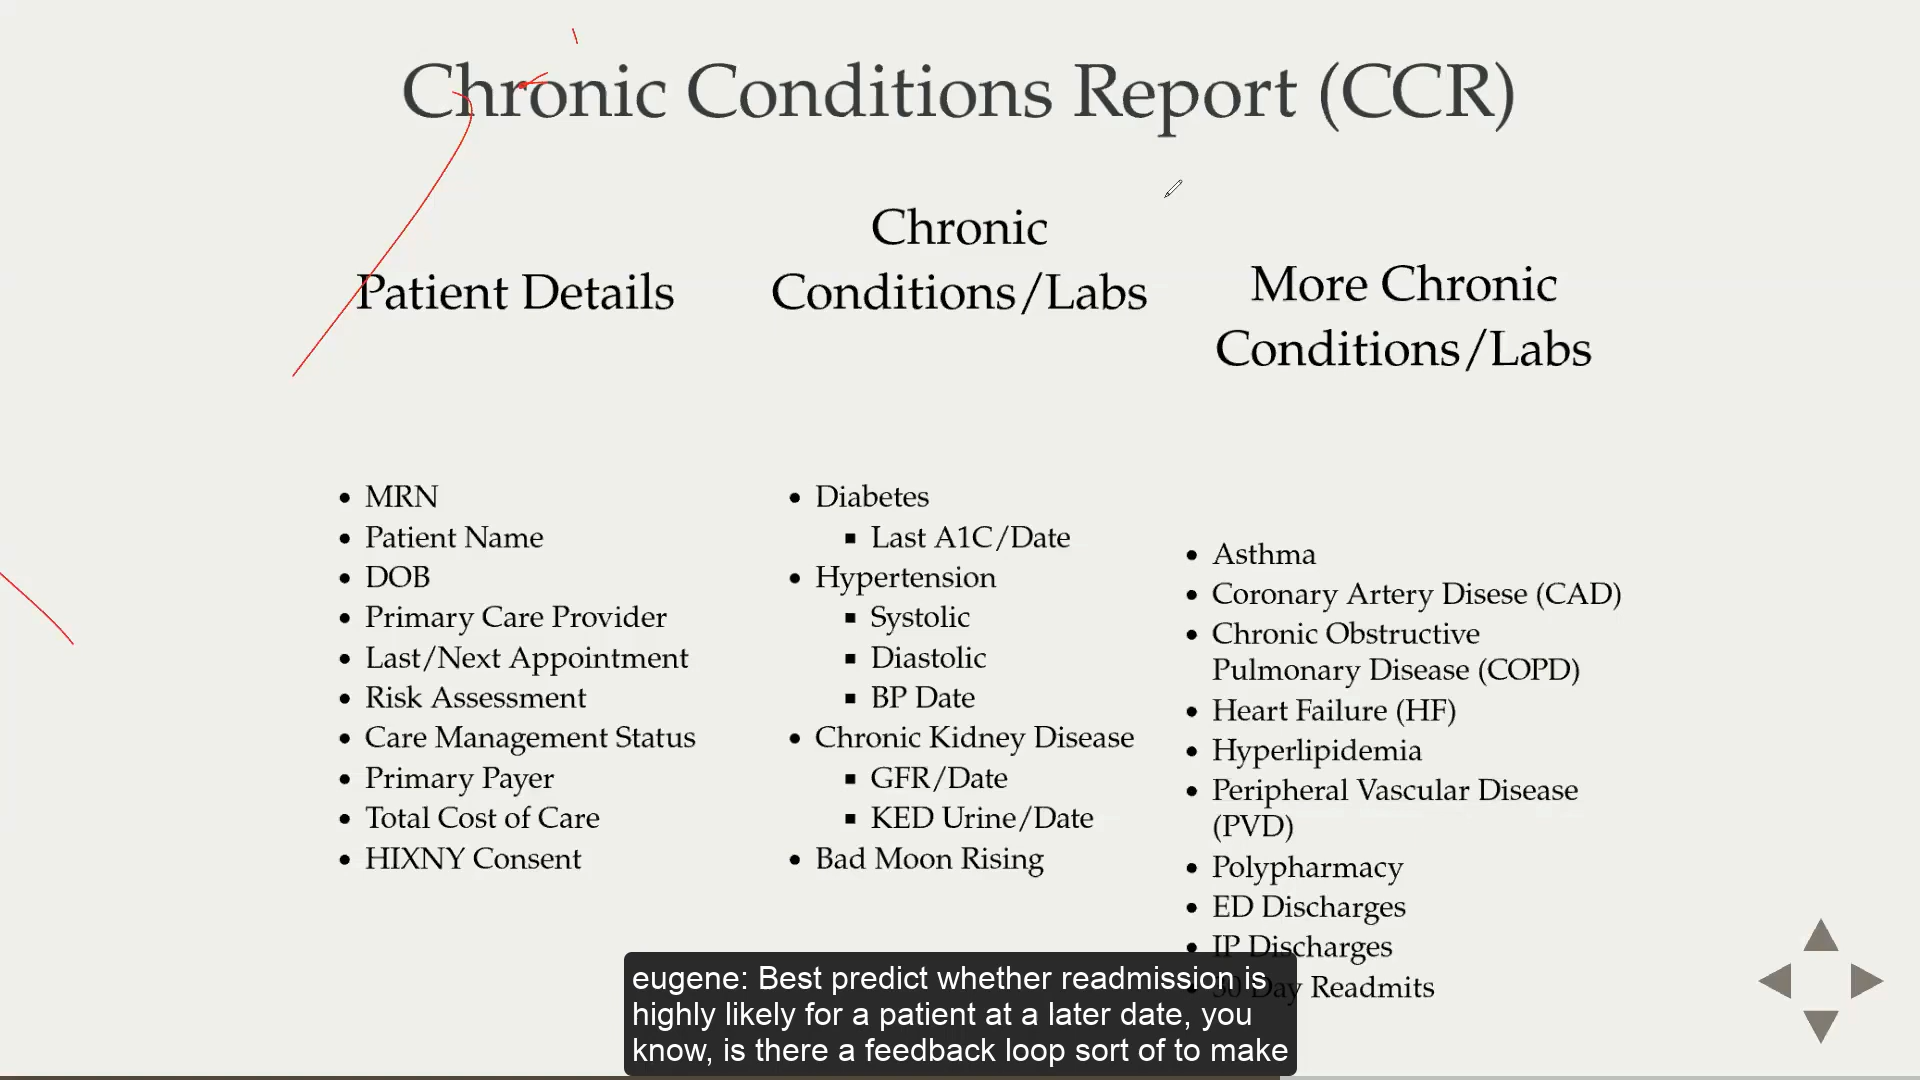 Chronic Conditions Report (CCR)
Patient Details
MRN
Patient Name
DOB
Primary Care Provider
Last/Next Appointment
Risk Assessment
Care Management Status
Primary Payer
Total Cost of Care
HIXNY Consent
Chronic
Conditions/Labs
Diabetes
Last A1C/Date
Hypertension
Systolic
Diastolic
BP Date
Chronic Kidney Disease
GFR/Date
KED Urine/Date
Bad Moon Rising
More Chronic
Conditions/Labs
Asthma
Coronary Artery Disese (CAD)
Chronic Obstructive
Pulmonary Disease (COPD)
Heart Failure (HF)
Hyperlipidemia
Peripheral Vascular Disease
(PVD)
Polypharmacy
ED Discharges
IP Discharges
30 Day Readmits
eugene: Best predict whether readmission is
highly likely for a patient at a later date, you
know, is there a feedback loop sort of to make